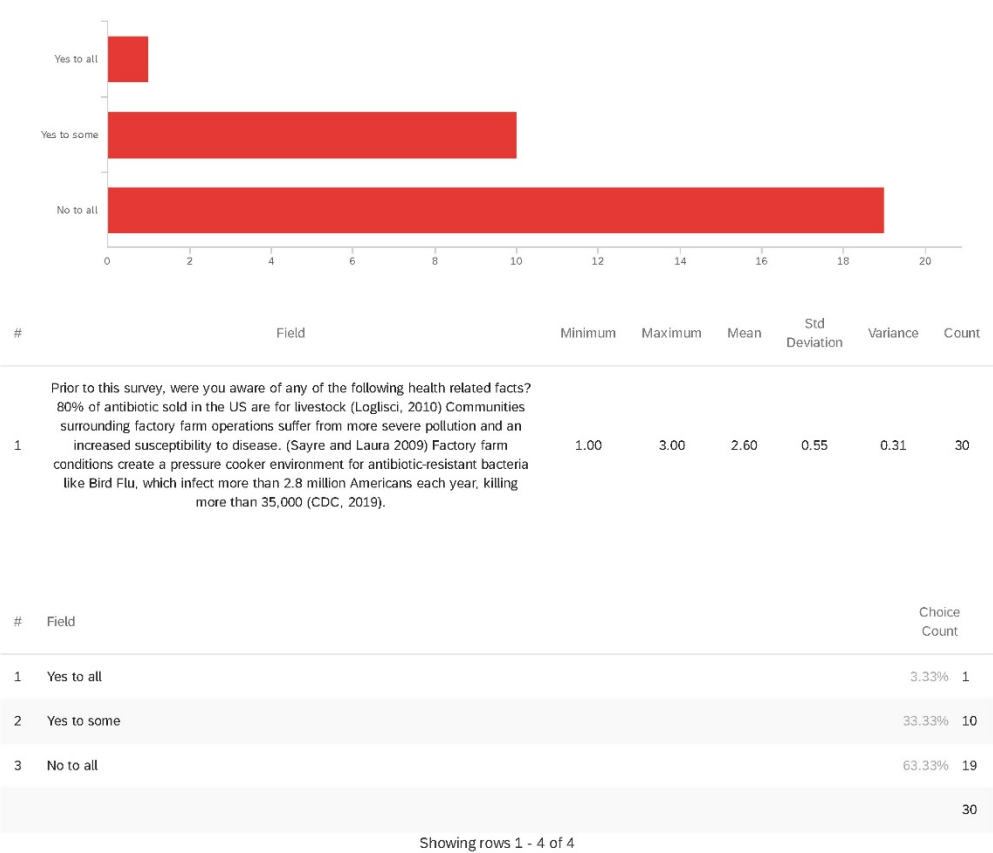 Yes to all
Yes to some
No to all
0 2 4 6 8 10 12 14 16 18 20
# Field Minimum Maximum Mean Std Deviation Variance Count
Prior to this survey, were you aware of any of the following health related facts?
80% of antibiotic sold in the US are for livestock (Loglisci, 2010) Communities
surrounding factory farm operations suffer from more severe pollution and an
1 increased susceptibility to disease. (Sayre and Laura 2009) Factory farm 1.00 3.00 2.60 0.55 0.31 30
conditions create a pressure cooker environment for antibiotic-resistant bacteria
like Bird Flu, which infect more than 2.8 million Americans each year, killing
more than 35,000 (CDC, 2019).
# Field Choice Count
1 Yes to all 3.33% 1
2 Yes to some 33.33% 10
3 No to all 63.33% 19
30
Showing rows 1 - 4 of 4